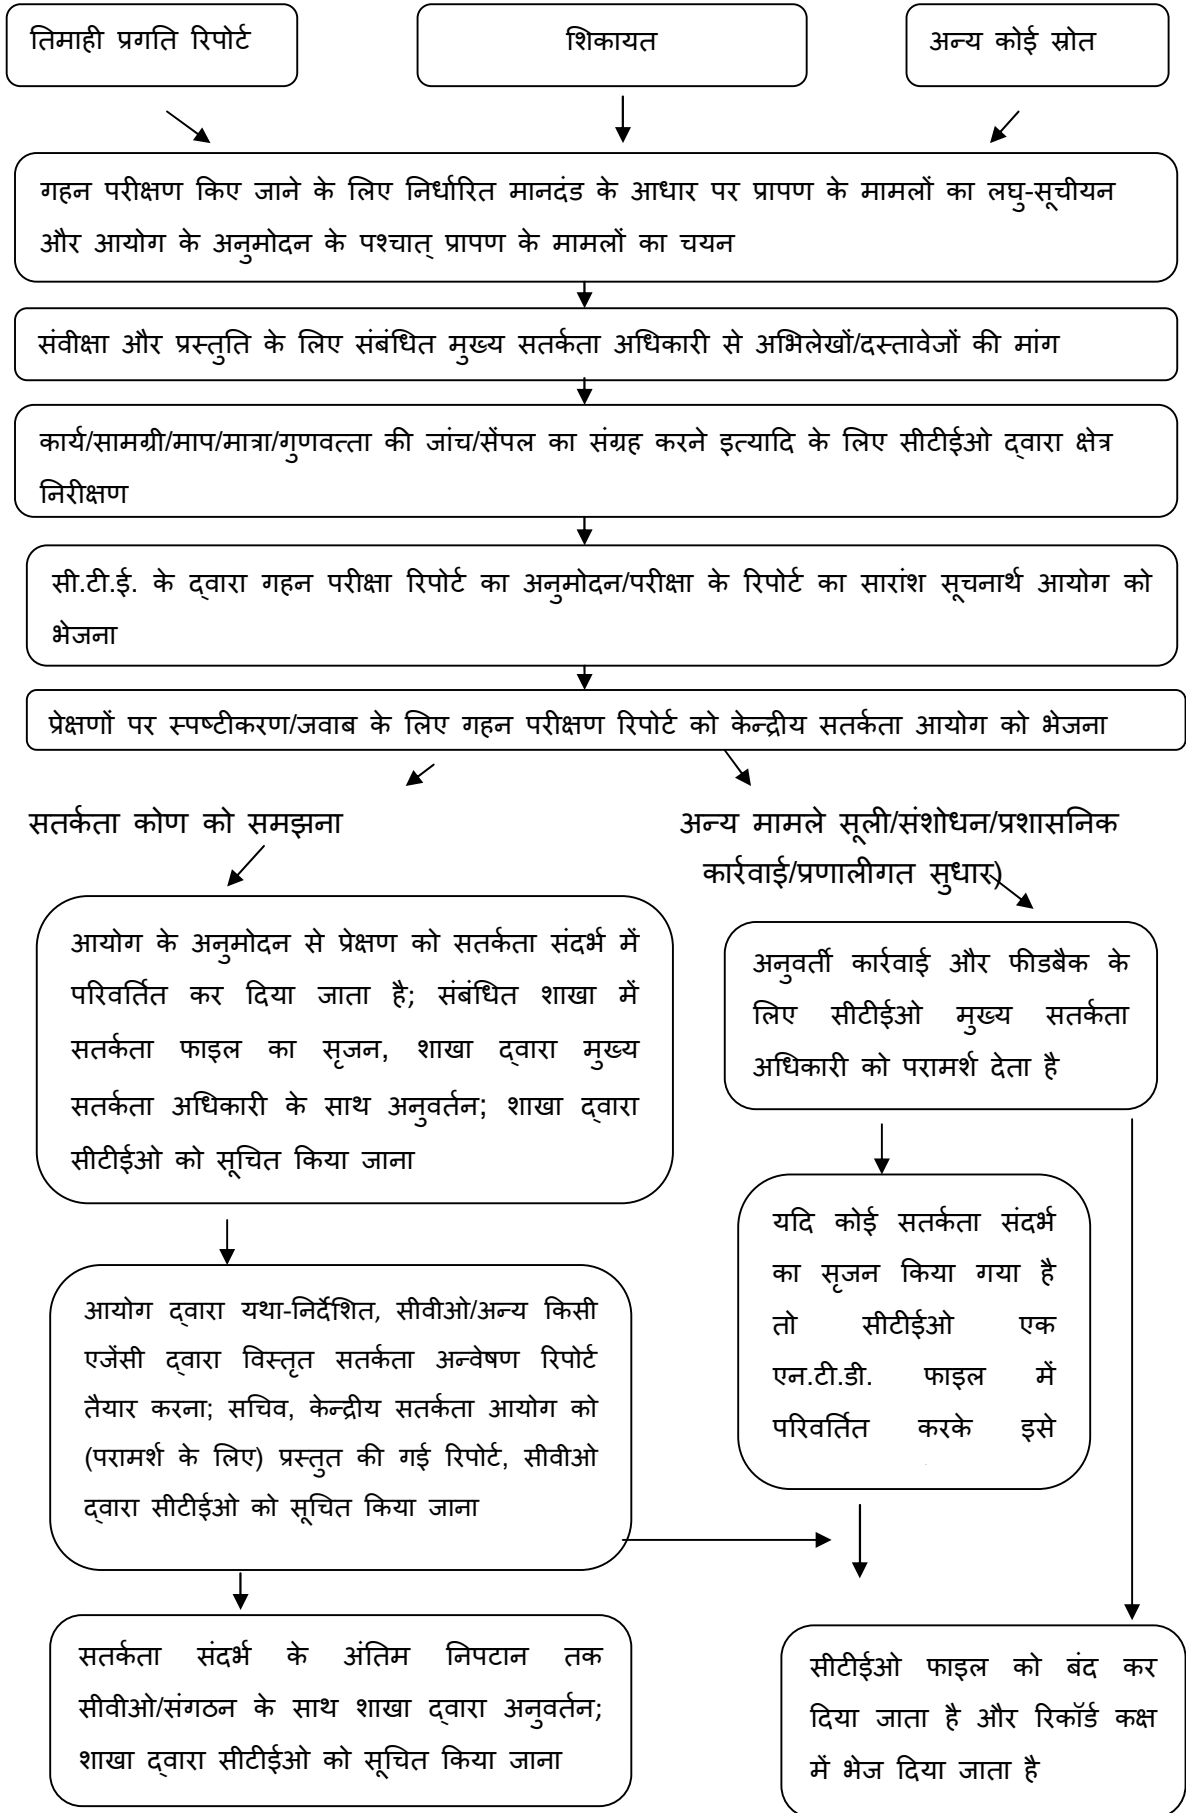 तिमाही प्रगति रिपोर्ट
शिकायत
अन्य कोई स्रोत
गहन परीक्षण किए जाने के लिए निर्धारित मानदंड के आधार पर प्रापण के मामलों का लघु-सूचीयन
और आयोग के अनुमोदन के पश्चात् प्रापण के मामलों का चयन
संवीक्षा और प्रस्तुति के लिए संबंधित मुख्य सतर्कता अधिकारी से अभिलेखों/दस्तावेजों की मांग
कार्य/सामग्री/माप/मात्रा/गुणवत्ता की जांच/सेंपल का संग्रह करने इत्यादि के लिए सीटीईओ द्वारा क्षेत्र
निरीक्षण
सी.टी.ई. के द्वारा गहन परीक्षा रिपोर्ट का अनुमोदन/परीक्षा के रिपोर्ट का सारांश सूचनार्थ आयोग को
भेजना
प्रेक्षणों पर स्पष्टीकरण/जवाब के लिए गहन परीक्षण रिपोर्ट को केन्द्रीय सतर्कता आयोग को भेजना
सतर्कता कोण को समझना
अन्य मामले सूली/संशोधन/प्रशासनिक
कार्रवाई/प्रणालीगत सुधार)
आयोग के अनुमोदन से प्रेक्षण को सतर्कता संदर्भ में
परिवर्तित कर दिया जाता है; संबंधित शाखा में
सतर्कता फाइल का सृजन, शाखा द्वारा मुख्य
सतर्कता अधिकारी के साथ अनुवर्तन; शाखा द्वारा
सीटीईओ को सूचित किया जाना
अनुवर्ती कार्रवाई और फीडबैक के
लिए सीटीईओ मुख्य सतर्कता
अधिकारी को परामर्श देता है
यदि कोई सतर्कता संदर्भ
का सृजन किया गया है
तो सीटीईओ एक
एन.टी.डी. फाइल में
परिवर्तित करके इसे
आयोग द्वारा यथा-निर्देशित, सीवीओ/अन्य किसी
एजेंसी द्वारा विस्तृत सतर्कता अन्वेषण रिपोर्ट
तैयार करना; सचिव, केन्द्रीय सतर्कता आयोग को
(परामर्श के लिए) प्रस्तुत की गई रिपोर्ट, सीवीओ
द्वारा सीटीईओ को सूचित किया जाना
सतर्कता संदर्भ के अंतिम निपटान तक
सीवीओ/संगठन के साथ शाखा द्वारा अनुवर्तन;
शाखा द्वारा सीटीईओ को सूचित किया जाना
सीटीईओ फाइल को बंद कर
दिया जाता है और रिकॉर्ड कक्ष
में भेज दिया जाता है